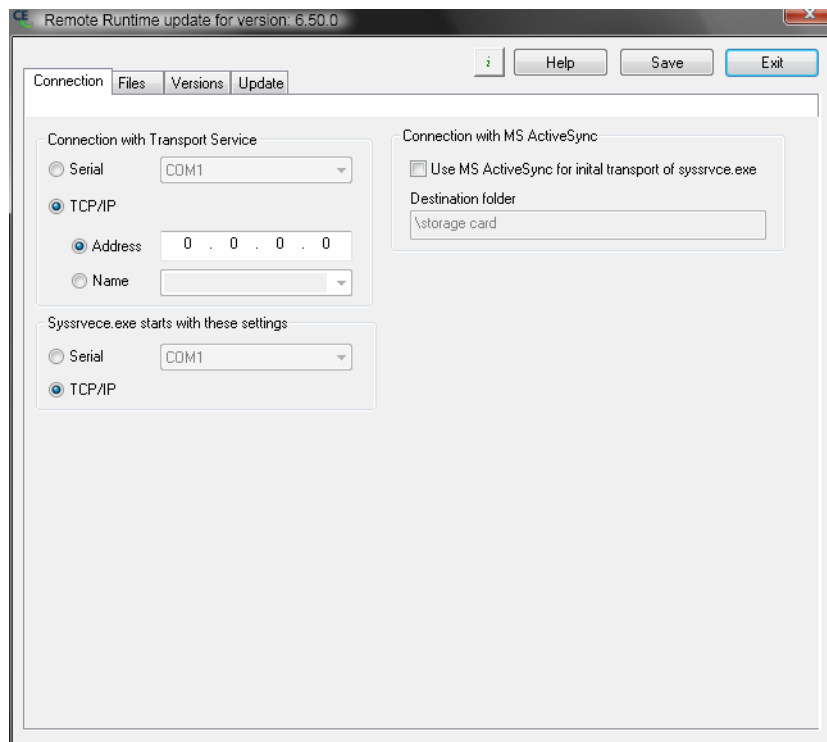 CE Remote Runtime update for version: 6.50.0
i Help Save Exit
Connection Files Versions Update
Connection with Transport Service
Serial COM1
TCP/IP
Address 0 . 0 . 0 . 0
Name
Syssrvece.exe starts with these settings
Serial COM1
TCP/IP
Connection with MS ActiveSync
Use MS ActiveSync for inital transport of syssrvce.exe
Destination folder
\storage card